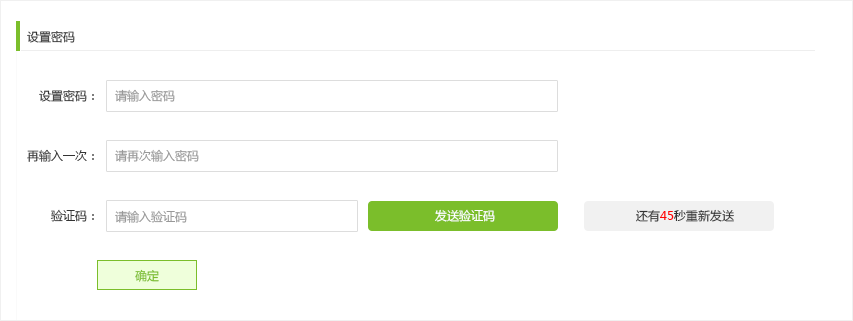 设置密码
设置密码： 请输入密码
再输入一次： 请再次输入密码
验证码： 请输入验证码 发送验证码 还有45秒重新发送
确定